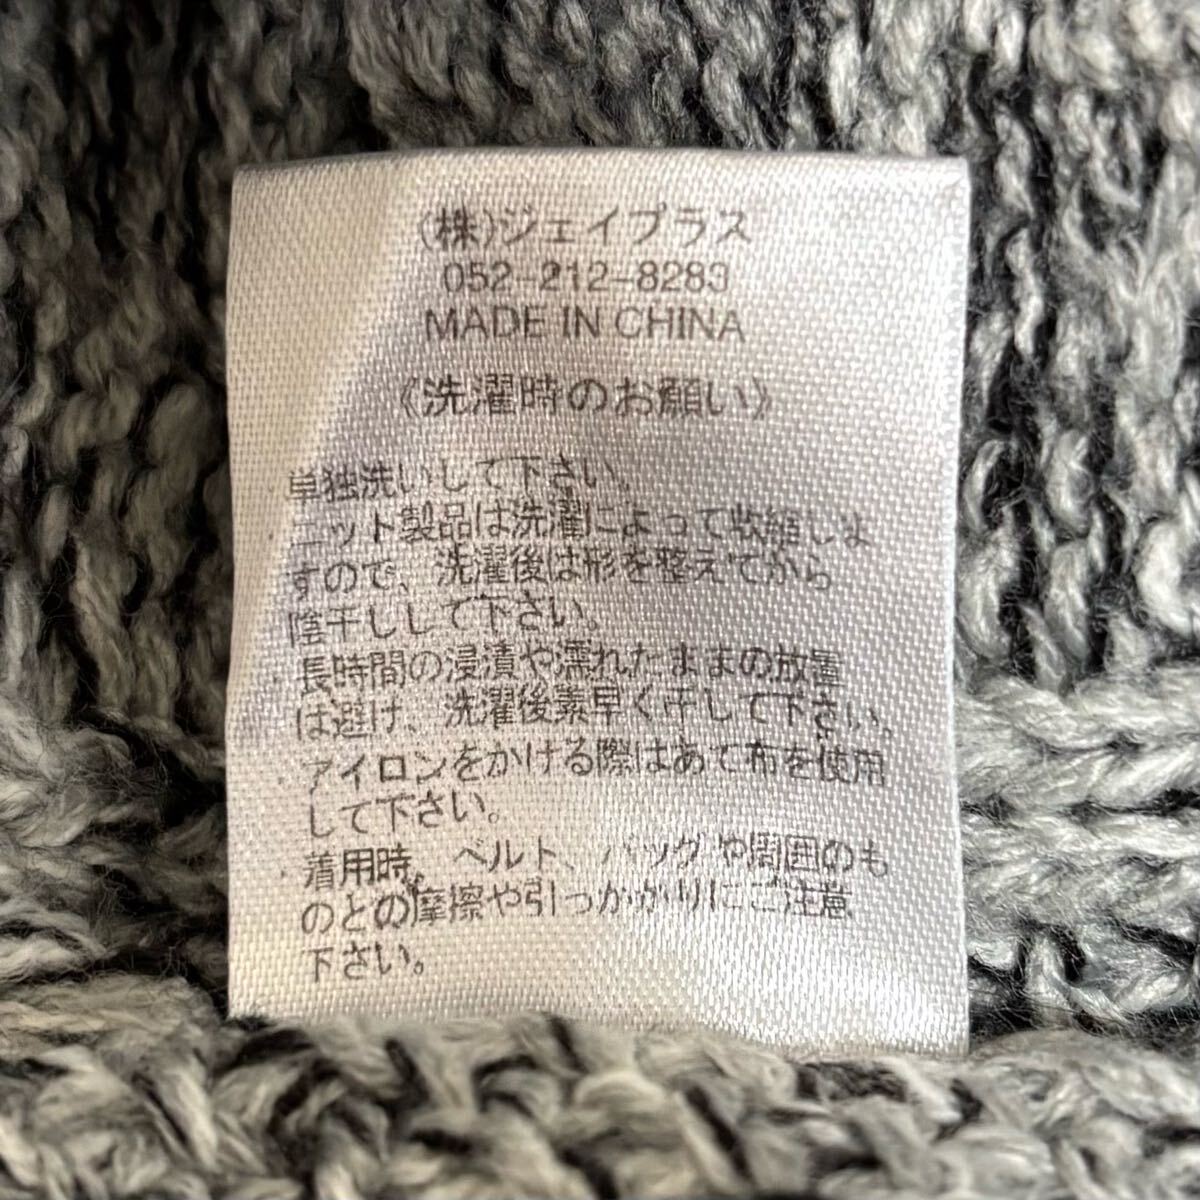 (株)ジェイプラス
052-212-8283
MADE IN CHINA
《洗濯時のお願い》
・単独洗いして下さい。
・ニット製品は洗濯によって収縮しま
すので、洗濯後は形を整えてから
陰干しして下さい。
・長時間の浸漬や濡れたままの放置
は避け、洗濯後素早く干して下さい。
・アイロンをかける際はあて布を使用
して下さい。
・着用時。ベルト、バッグや周囲のも
のとの摩擦や引っかかりにご注意
下さい。